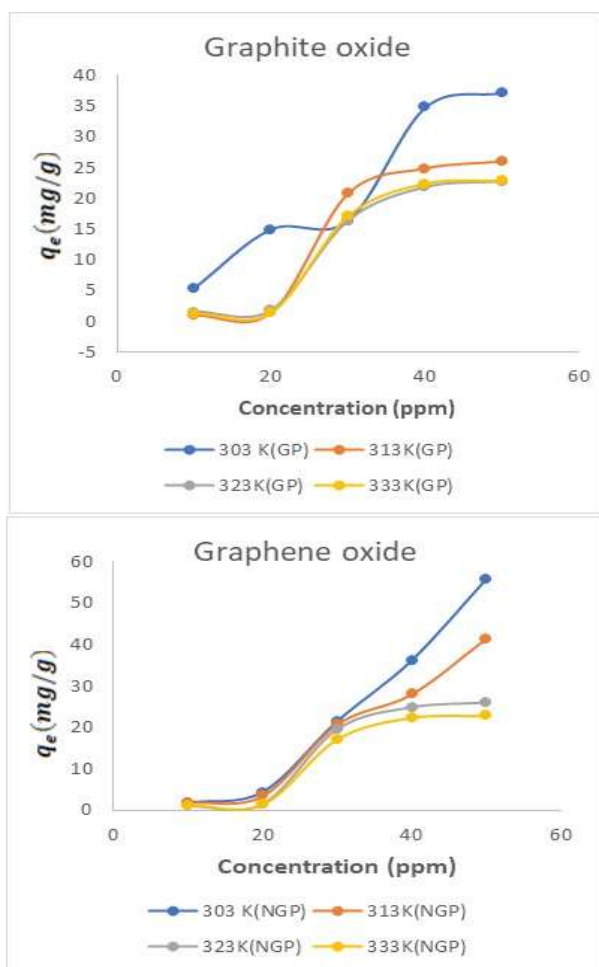 Graphite oxide
40
35
30
25
20
15
10
5
0
-5
q_e(mg/g)
0 20 40 60
Concentration (ppm)
303 K(GP) 313K(GP)
323K(GP) 333K(GP)
Graphene oxide
60
50
40
30
20
10
0
q_e(mg/g)
0 20 40 60
Concentration (ppm)
303 K(NGP) 313K(NGP)
323K(NGP) 333K(NGP)